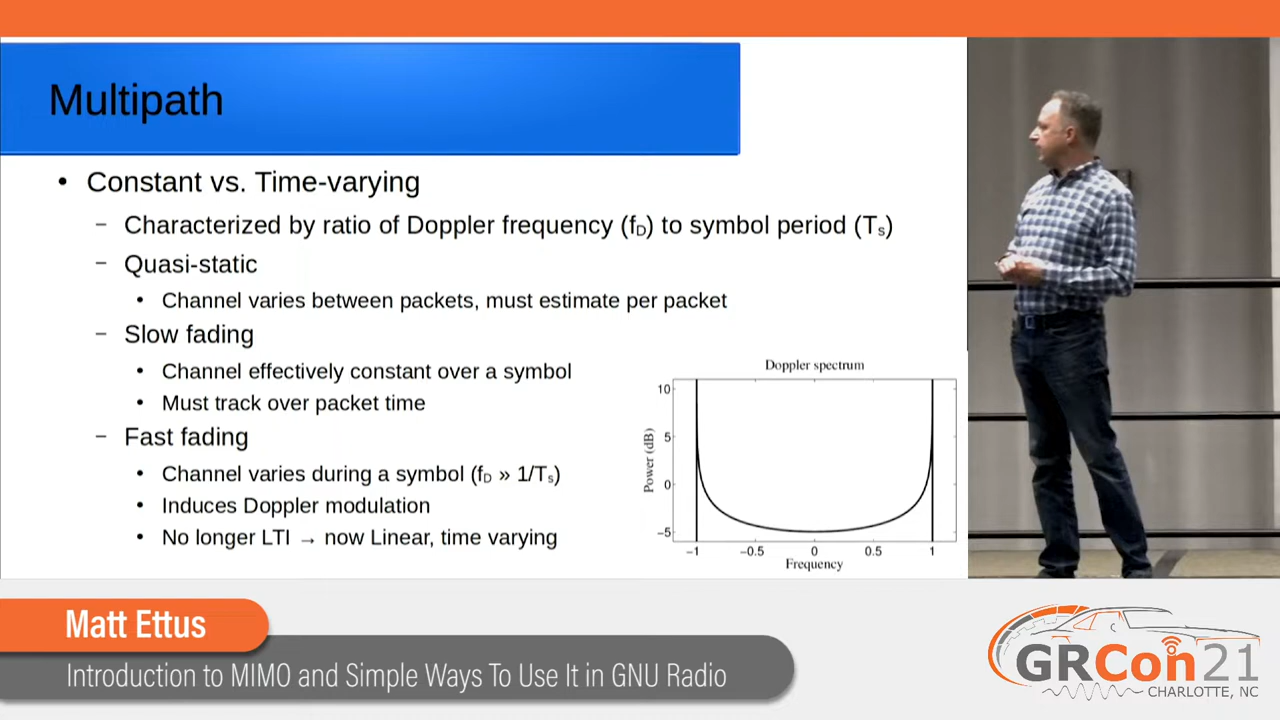 Multipath
• Constant vs. Time-varying
– Characterized by ratio of Doppler frequency (fD) to symbol period (Ts)
– Quasi-static
• Channel varies between packets, must estimate per packet
– Slow fading
• Channel effectively constant over a symbol
• Must track over packet time
– Fast fading
• Channel varies during a symbol (fD » 1/Ts)
• Induces Doppler modulation
• No longer LTI → now Linear, time varying
Doppler spectrum
10
5
0
−5
Power (dB)
−1 −0.5 0 0.5 1
Frequency
Matt Ettus
Introduction to MIMO and Simple Ways To Use It in GNU Radio
GRCon21
CHARLOTTE, NC